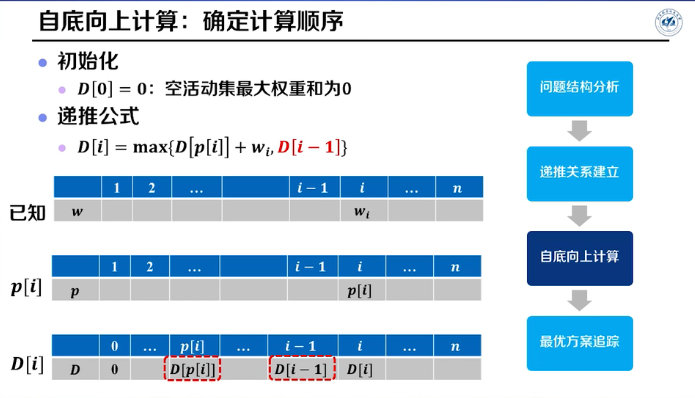 自底向上计算：确定计算顺序
初始化
D[0] = 0：空活动集最大权重和为0
递推公式
D[i] = max{D[p[i]] + wᵢ, D[i − 1]}
1 2 … i − 1 i … n
已知 w wᵢ
1 2 … i − 1 i … n
p[i] p p[i]
0 … p[i] … i − 1 i … n
D[i] D 0 D[p[i]] D[i − 1] D[i]
问题结构分析
递推关系建立
自底向上计算
最优方案追踪